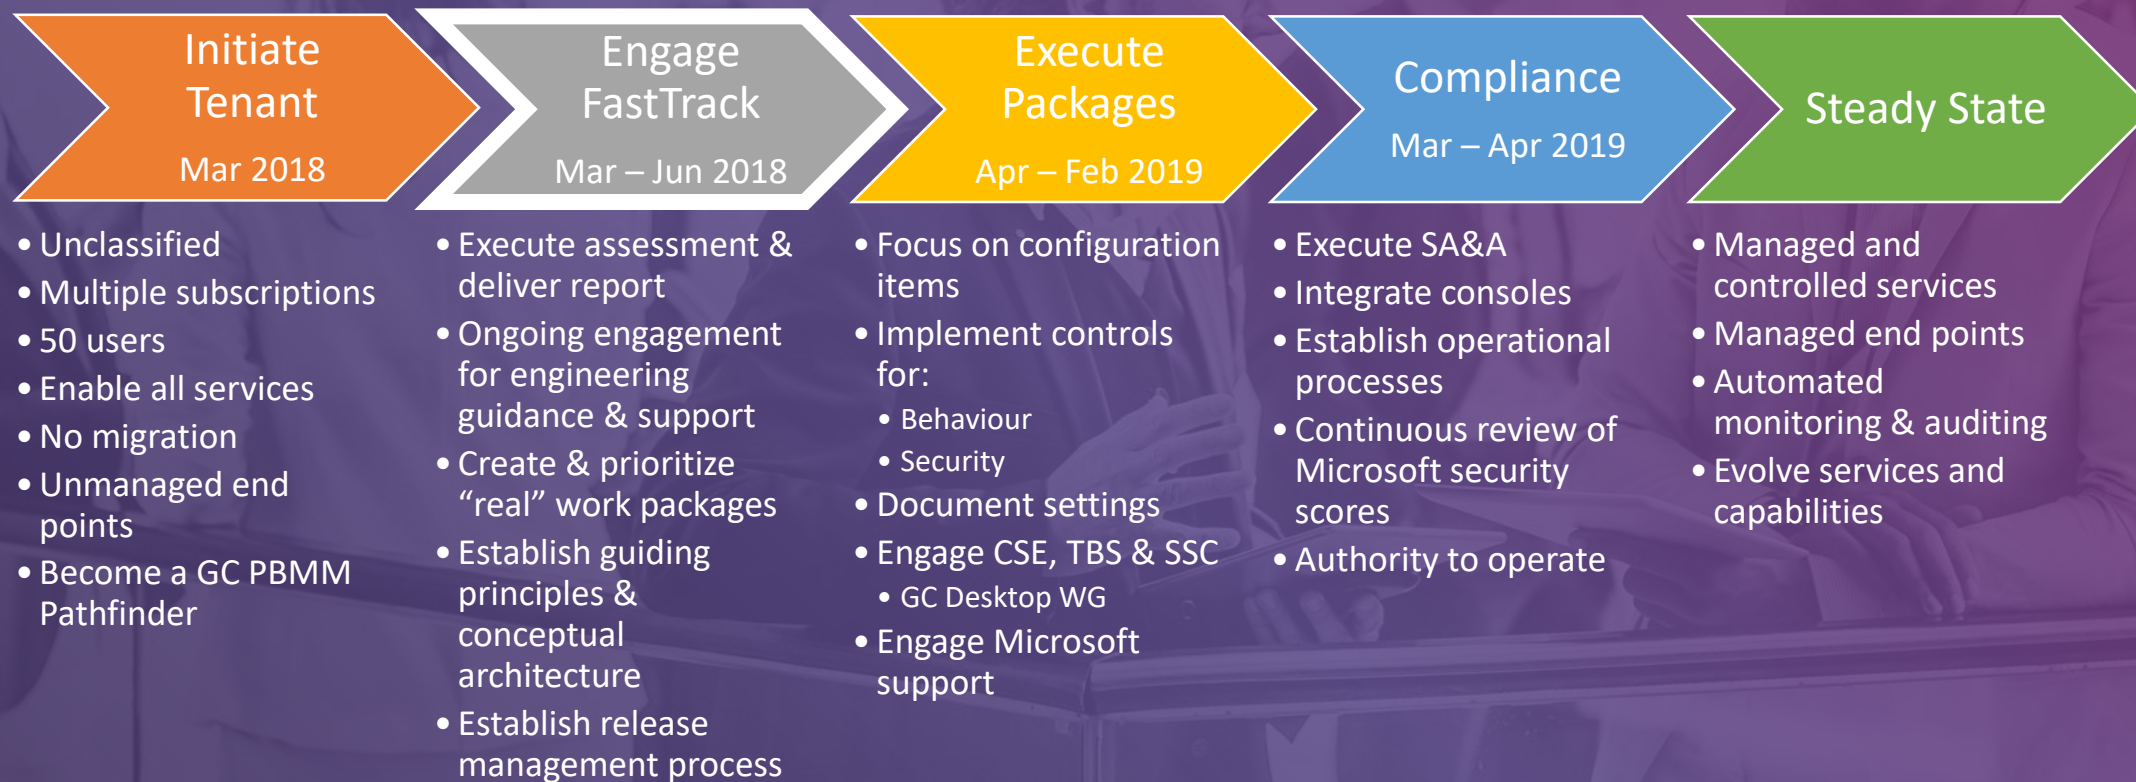 Initiate
Tenant
Mar 2018
• Unclassified
• Multiple subscriptions
• 50 users
• Enable all services
• No migration
• Unmanaged end
points
• Become a GC PBMM
Pathfinder
Engage
FastTrack
Mar – Jun 2018
• Execute assessment &
deliver report
• Ongoing engagement
for engineering
guidance & support
• Create & prioritize
“real” work packages
• Establish guiding
principles &
conceptual
architecture
• Establish release
management process
Execute
Packages
Apr – Feb 2019
• Focus on configuration
items
• Implement controls
for:
• Behaviour
• Security
• Document settings
• Engage CSE, TBS & SSC
• GC Desktop WG
• Engage Microsoft
support
Compliance
Mar – Apr 2019
• Execute SA&A
• Integrate consoles
• Establish operational
processes
• Continuous review of
Microsoft security
scores
• Authority to operate
Steady State
• Managed and
controlled services
• Managed end points
• Automated
monitoring & auditing
• Evolve services and
capabilities